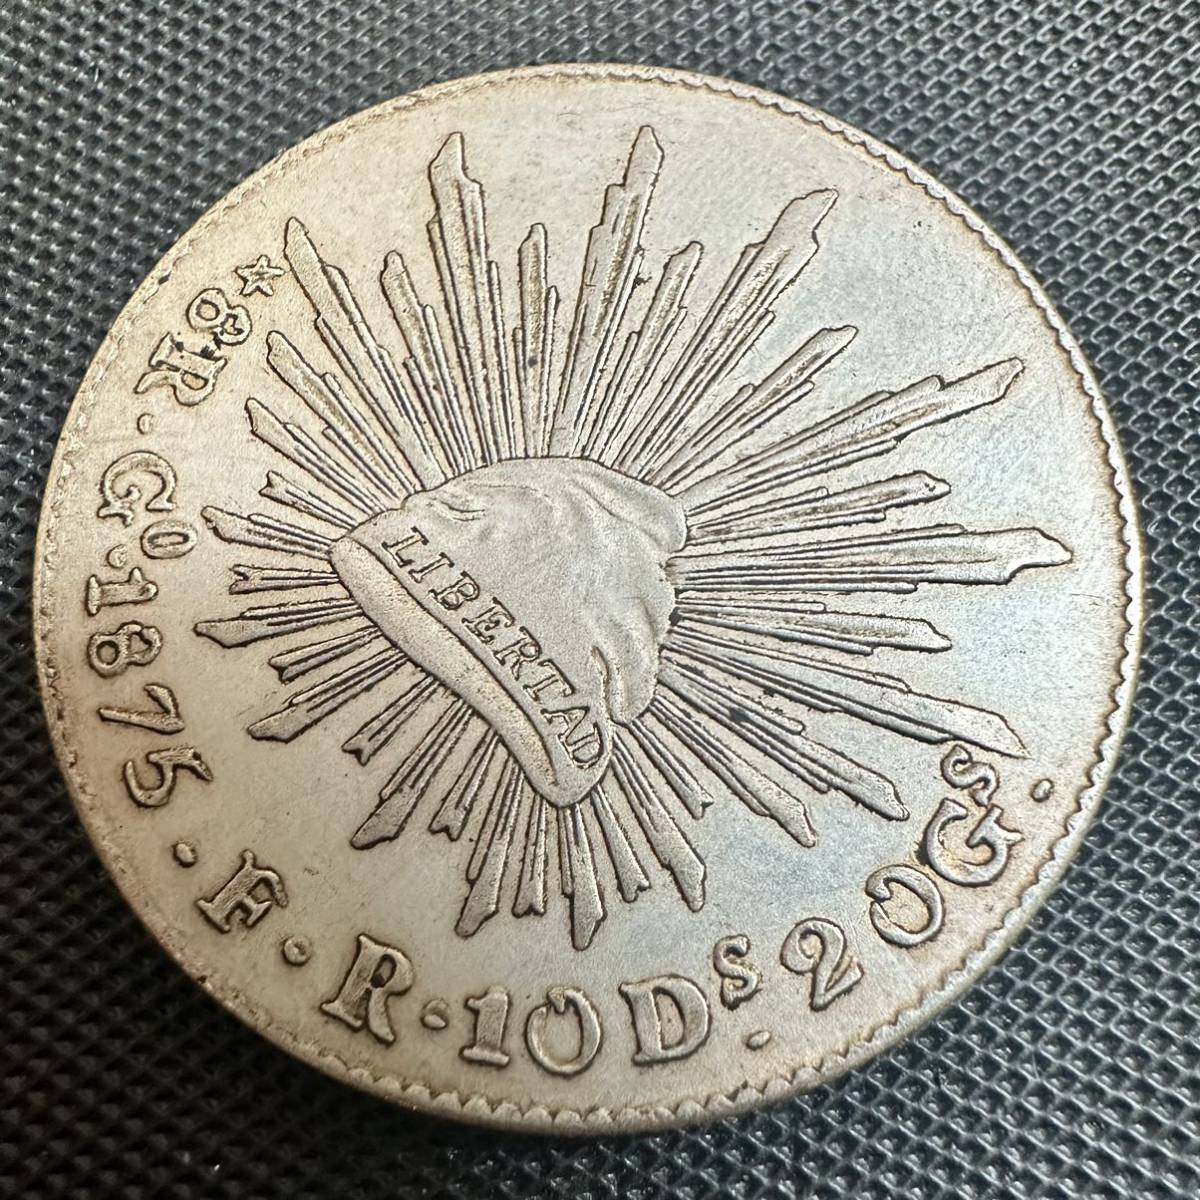 LIBERTAD
*8R. Gº. 1875. F. R. 10Dˢ. 20Gˢ.